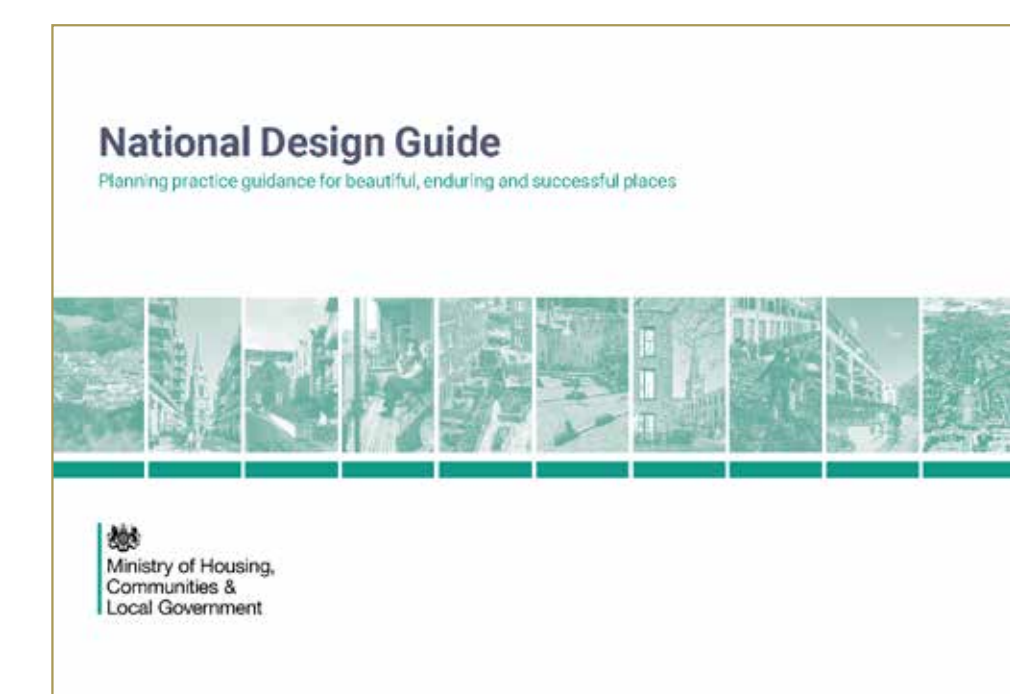 National Design Guide
Planning practice guidance for beautiful, enduring and successful places
Ministry of Housing,
Communities &
Local Government